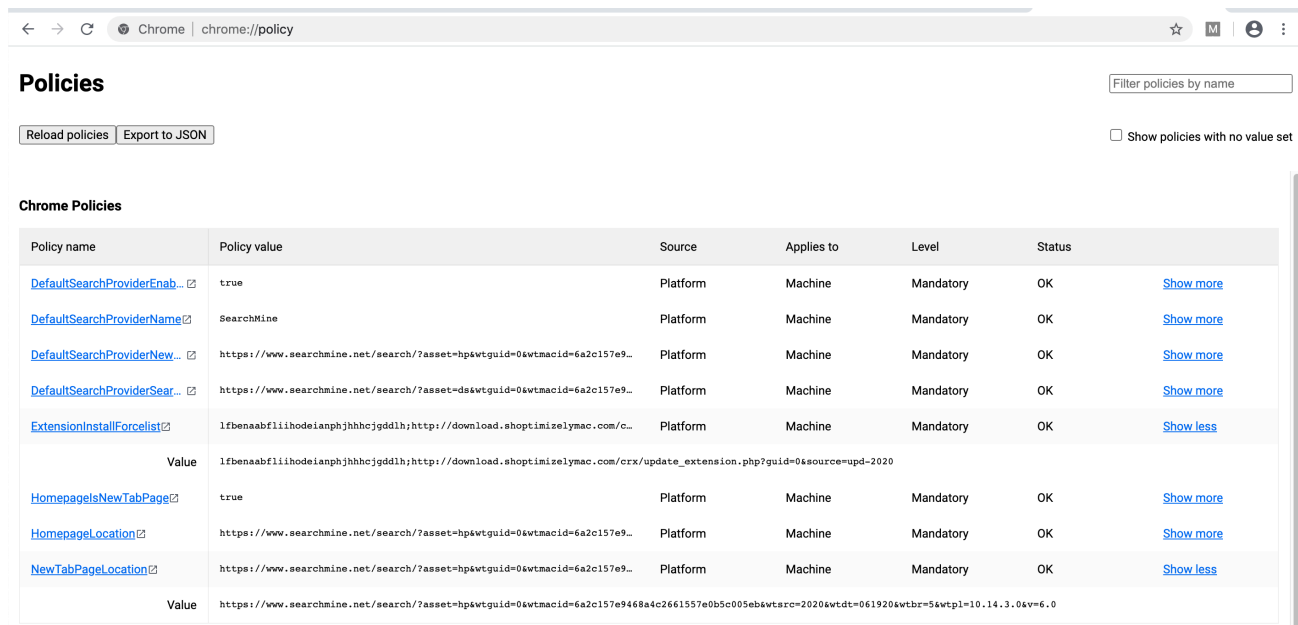 Chrome | chrome://policy
M
Policies
Filter policies by name
Reload policies Export to JSON
Show policies with no value set
Chrome Policies
Policy name Policy value Source Applies to Level Status
DefaultSearchProviderEnab... true Platform Machine Mandatory OK Show more
DefaultSearchProviderName SearchMine Platform Machine Mandatory OK Show more
DefaultSearchProviderNew... https://www.searchmine.net/search/?asset=hp&wtguid=0&wtmacid=6a2c157e9… Platform Machine Mandatory OK Show more
DefaultSearchProviderSear... https://www.searchmine.net/search/?asset=ds&wtguid=0&wtmacid=6a2c157e9… Platform Machine Mandatory OK Show more
ExtensionInstallForcelist lfbenaabfliihodeianphjhhhcjgddlh;http://download.shoptimizelymac.com/c… Platform Machine Mandatory OK Show less
Value lfbenaabfliihodeianphjhhhcjgddlh;http://download.shoptimizelymac.com/crx/update_extension.php?guid=0&source=upd-2020
HomepageIsNewTabPage true Platform Machine Mandatory OK Show more
HomepageLocation https://www.searchmine.net/search/?asset=hp&wtguid=0&wtmacid=6a2c157e9… Platform Machine Mandatory OK Show more
NewTabPageLocation https://www.searchmine.net/search/?asset=hp&wtguid=0&wtmacid=6a2c157e9… Platform Machine Mandatory OK Show less
Value https://www.searchmine.net/search/?asset=hp&wtguid=0&wtmacid=6a2c157e9468a4c2661557e0b5c005eb&wtsrc=2020&wtdt=061920&wtbr=5&wtpl=10.14.3.0&v=6.0